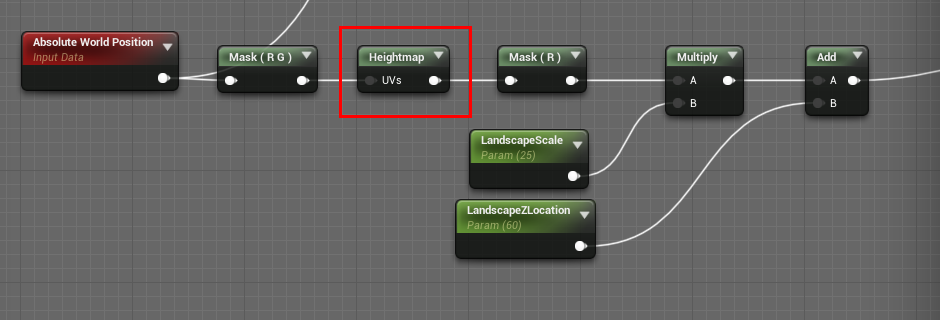 Absolute World Position
Input Data
Mask ( R G )
Heightmap
UVs
Mask ( R )
Multiply
A
B
Add
A
B
LandscapeScale
Param (25)
LandscapeZLocation
Param (60)